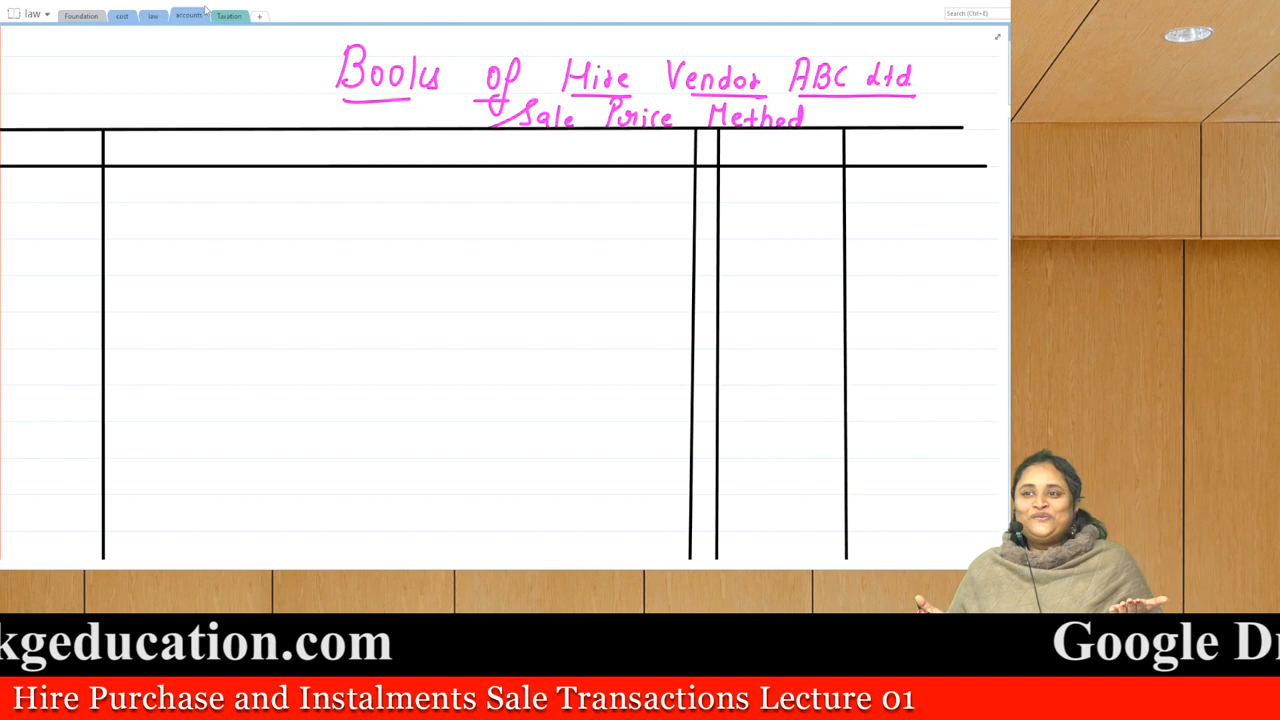 law
Foundation cost law accounts Taxation +
Search (Ctrl+E)
Books of Hire Vendor ABC Ltd
Sale Price Method
kgeducation.com Google Di
Hire Purchase and Instalments Sale Transactions Lecture 01